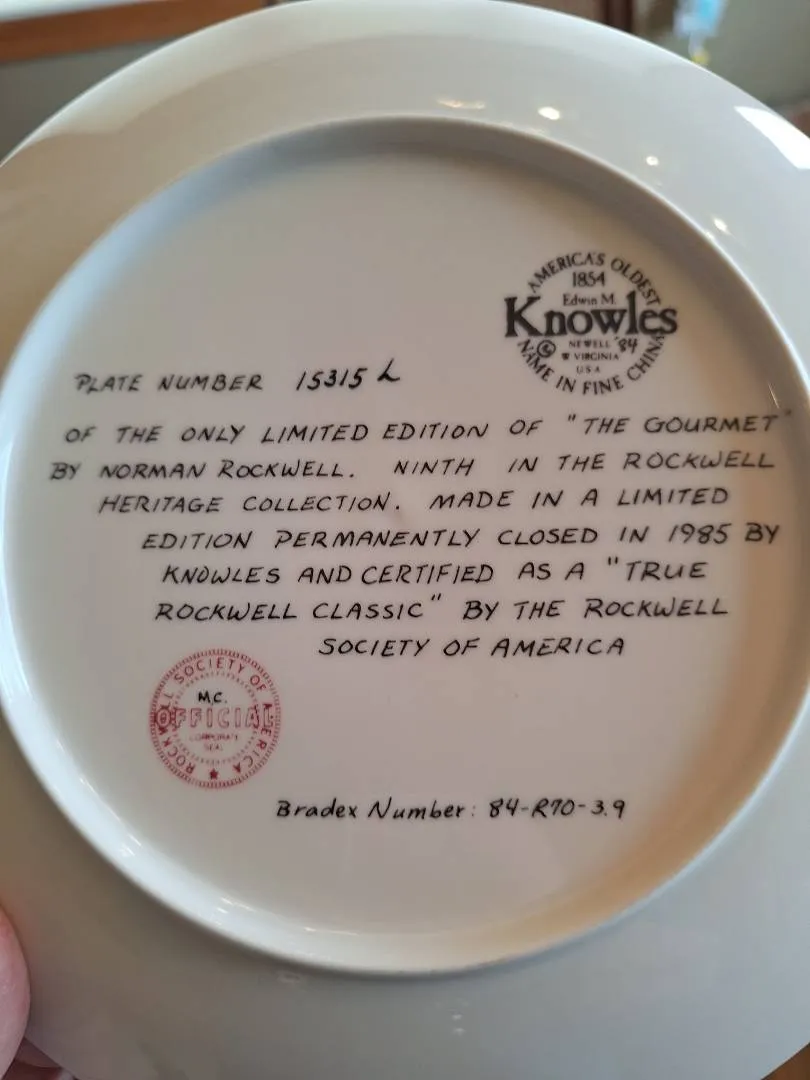 AMERICA'S OLDEST
1854
Edwin M.
Knowles
NEWELL '84
VIRGINIA
USA
NAME IN FINE CHINA
PLATE NUMBER 15315 L
OF THE ONLY LIMITED EDITION OF "THE GOURMET"
BY NORMAN ROCKWELL. NINTH IN THE ROCKWELL
HERITAGE COLLECTION. MADE IN A LIMITED
EDITION PERMANENTLY CLOSED IN 1985 BY
KNOWLES AND CERTIFIED AS A "TRUE
ROCKWELL CLASSIC" BY THE ROCKWELL
SOCIETY OF AMERICA
ROCKWELL SOCIETY OF AMERICA
M.C.
OFFICIAL
CORPORATE
SEAL
Bradex Number: 84-R70-3.9